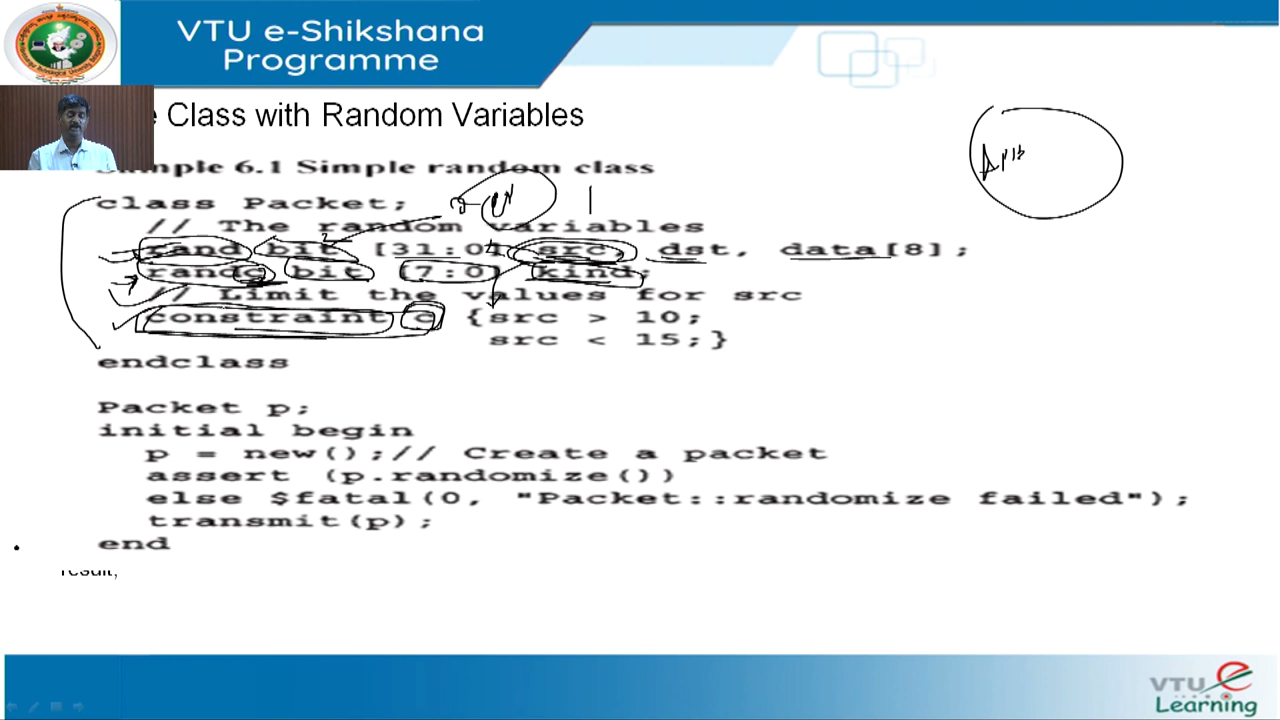 VTU e-Shikshana
Programme
Class with Random Variables
6.1 Simple random class
class Packet;
// The random variables
rand bit [31:0] src, dst, data[8];
randc bit [7:0] kind;
// Limit the values for src
constraint c {src > 10;
src < 15;}
endclass
Packet p;
initial begin
p = new();// Create a packet
assert (p.randomize())
else $fatal(0, "Packet::randomize failed");
transmit(p);
end
result,
VTU e
Learning